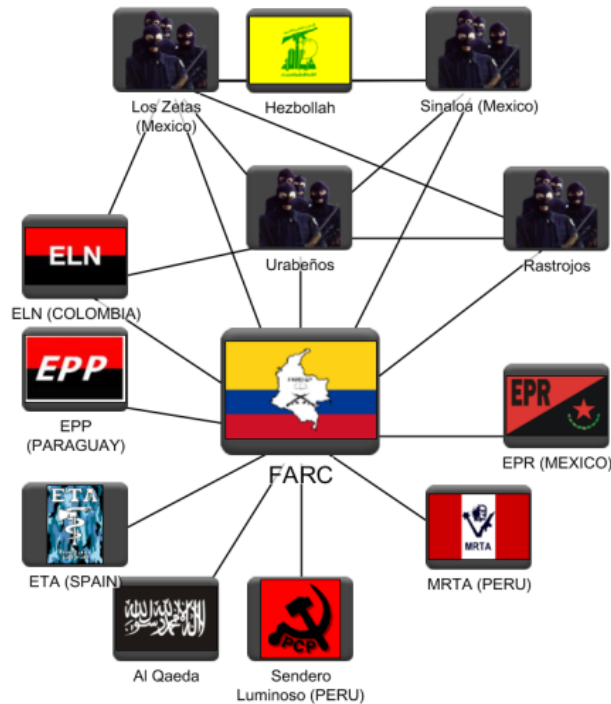 Los Zetas
(Mexico)
Hezbollah
Sinaloa (Mexico)
Urabeños
Rastrojos
ELN
ELN (COLOMBIA)
EPP
EPP
(PARAGUAY)
FARC
EPR
EPR (MEXICO)
ETA
ETA (SPAIN)
MRTA
MRTA (PERU)
Al Qaeda
PCP
Sendero
Luminoso (PERU)